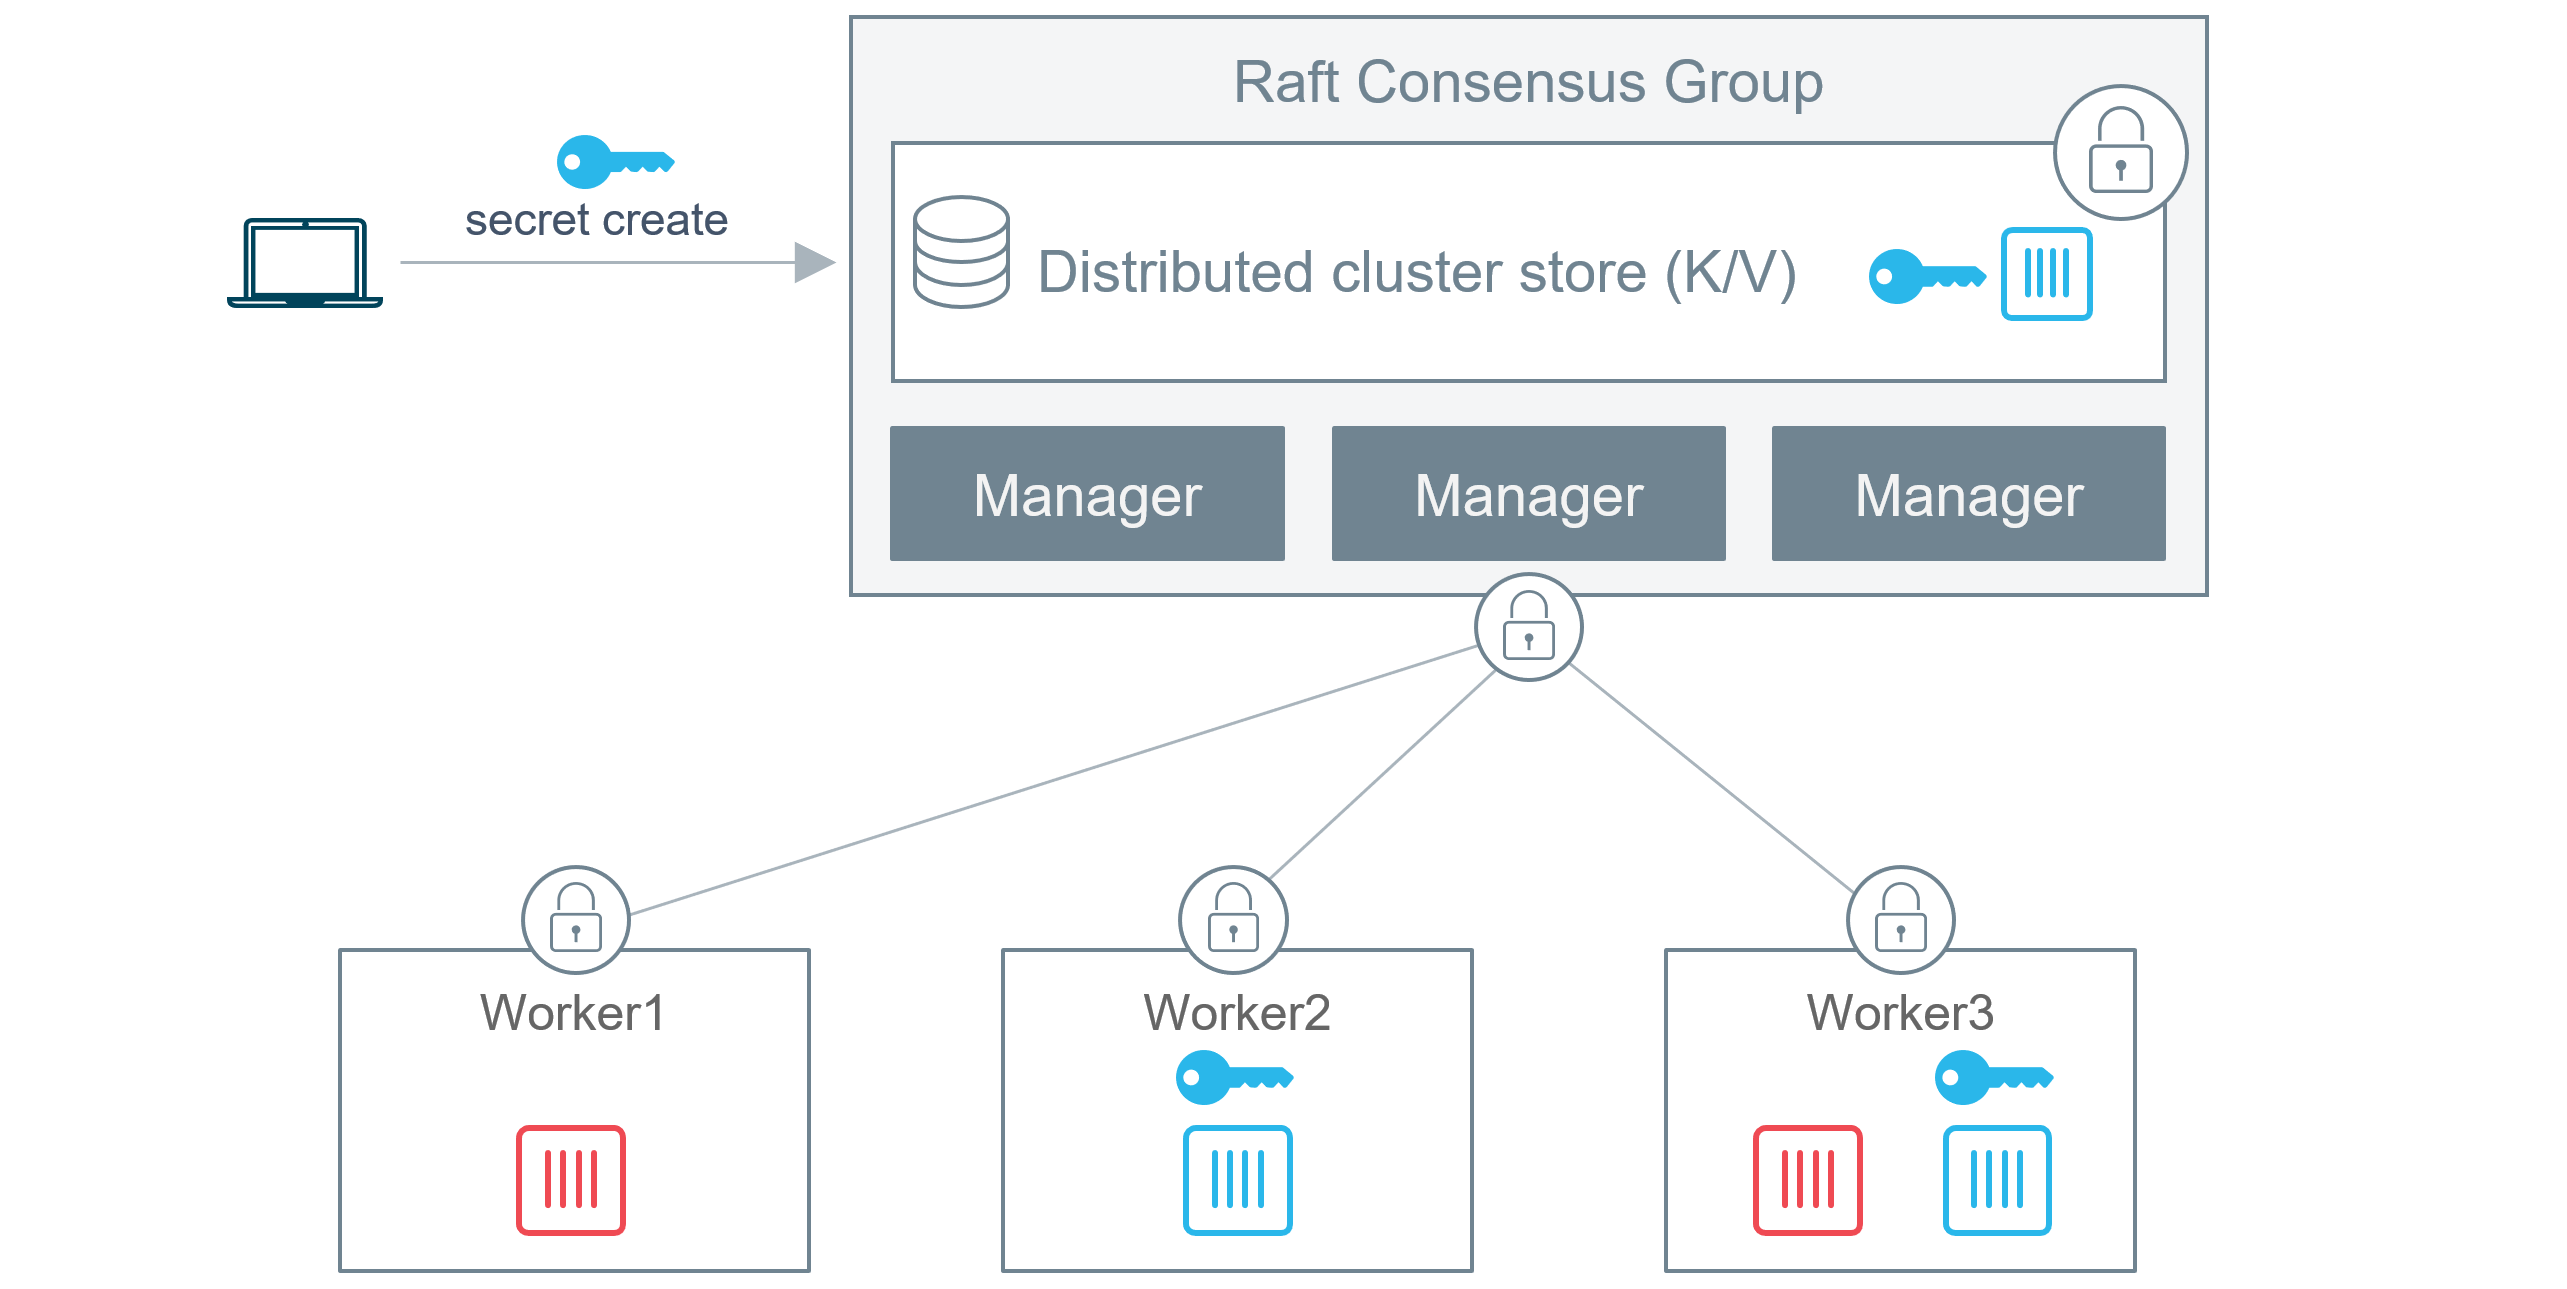 Raft Consensus Group
secret create
Distributed cluster store (K/V)
Manager
Manager
Manager
Worker1
Worker2
Worker3